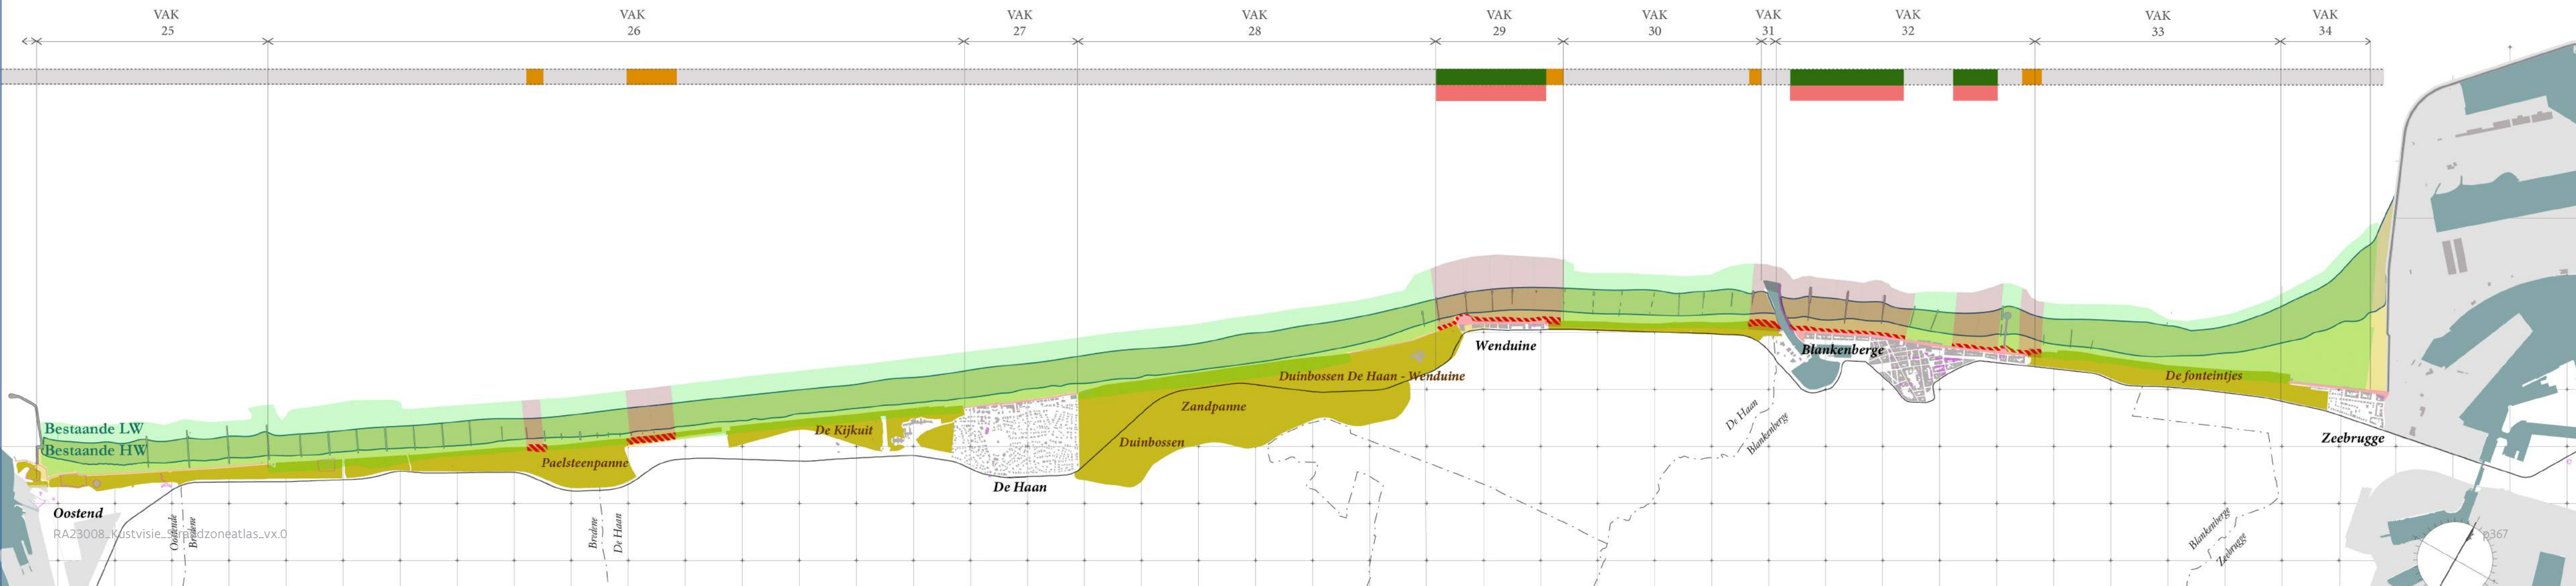 VAK
25
VAK
26
VAK
27
VAK
28
VAK
29
VAK
30
VAK
31
VAK
32
VAK
33
VAK
34
Bestaande LW
Bestaande HW
Oostend
Paelsteenpanne
De Kijkuit
De Haan
Duinbossen
Zandpanne
Duinbossen De Haan - Wenduine
Wenduine
Blankenberge
De fonteintjes
Zeebrugge
Oostende
Bredene
Bredene
De Haan
De Haan
Blankenberge
Blankenberge
Zeebrugge
RA23008_Kustvisie_Strandzoneatlas_vx.0
p367